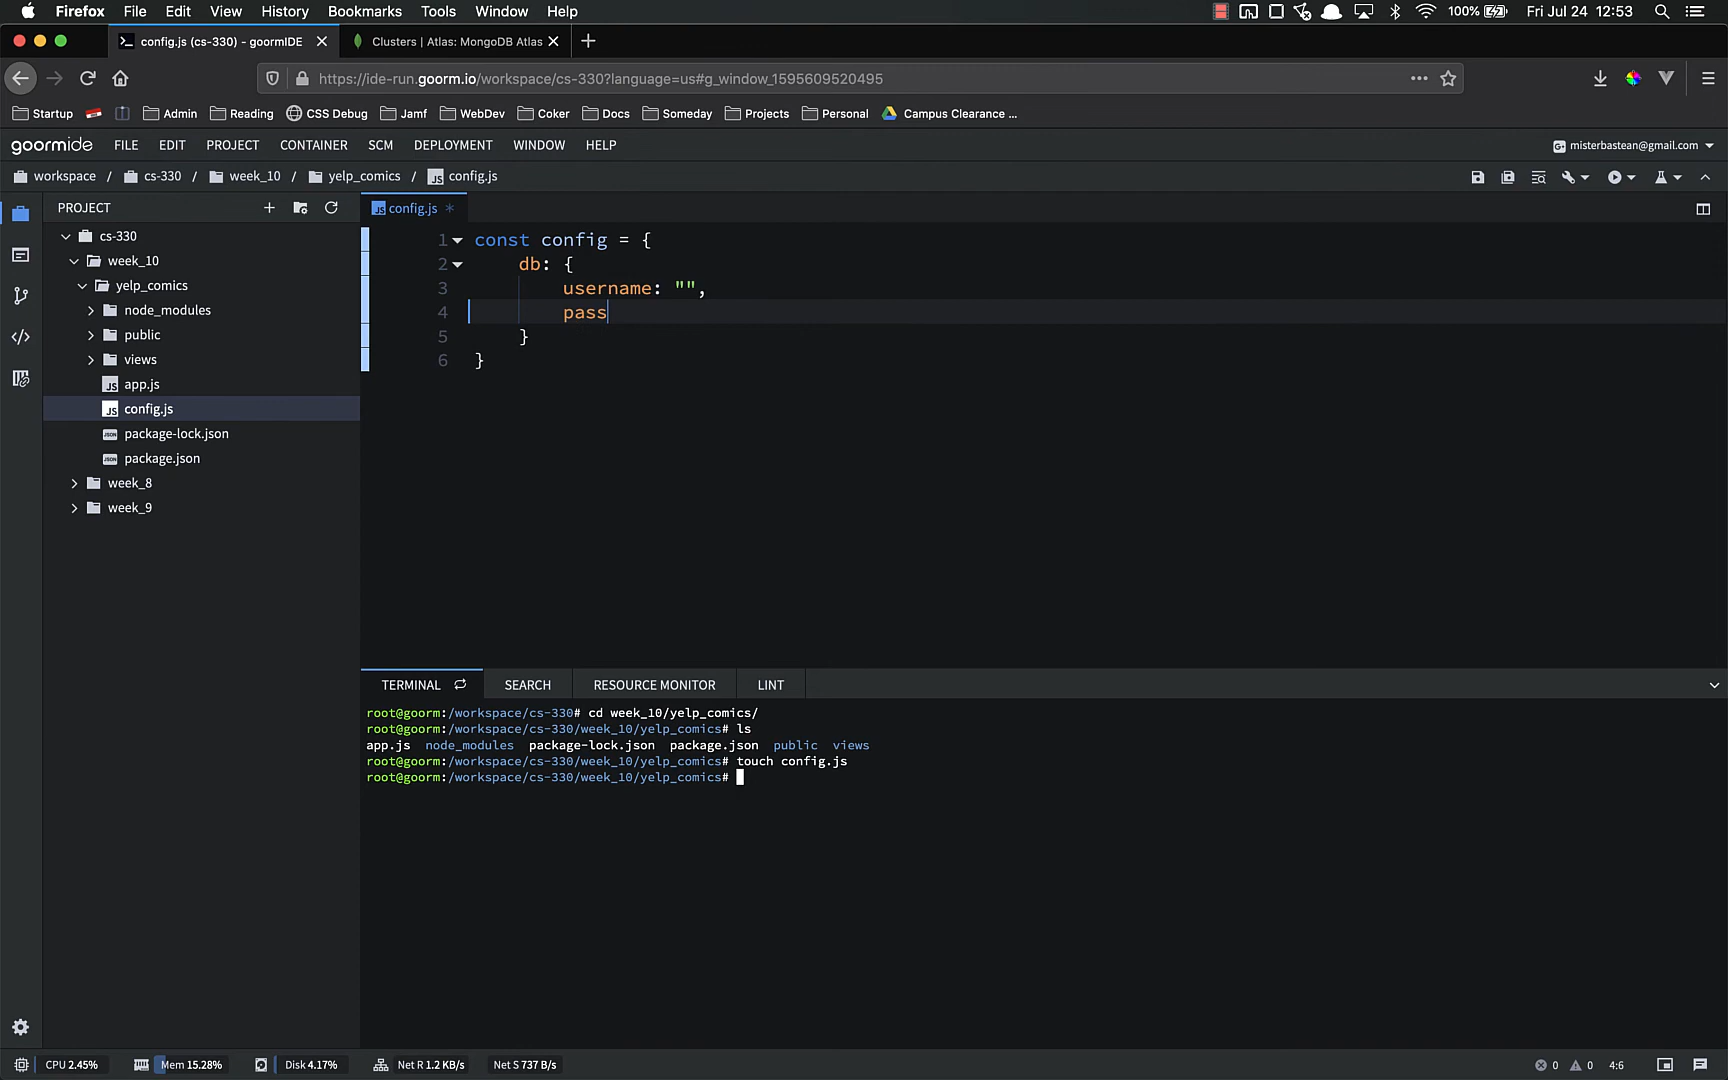 Firefox File Edit View History Bookmarks Tools Window Help 100% Fri Jul 24 12:53
config.js (cs-330) - goormIDE Clusters | Atlas: MongoDB Atlas
https://ide-run.goorm.io/workspace/cs-330?language=us#g_window_1595609520495
Startup Admin Reading CSS Debug Jamf WebDev Coker Docs Someday Projects Personal Campus Clearance ...
goormide FILE EDIT PROJECT CONTAINER SCM DEPLOYMENT WINDOW HELP misterbastean@gmail.com
workspace / cs-330 / week_10 / yelp_comics / config.js
PROJECT
cs-330
week_10
yelp_comics
node_modules
public
views
app.js
config.js
package-lock.json
package.json
week_8
week_9
config.js *
1 const config = {
2 db: {
3 username: "",
4 pass
5 }
6 }
TERMINAL SEARCH RESOURCE MONITOR LINT
root@goorm:/workspace/cs-330# cd week_10/yelp_comics/
root@goorm:/workspace/cs-330/week_10/yelp_comics# ls
app.js node_modules package-lock.json package.json public views
root@goorm:/workspace/cs-330/week_10/yelp_comics# touch config.js
root@goorm:/workspace/cs-330/week_10/yelp_comics#
CPU 2.45% Mem 15.28% Disk 4.17% Net R 1.2 KB/s Net S 737 B/s 0 0 4:6